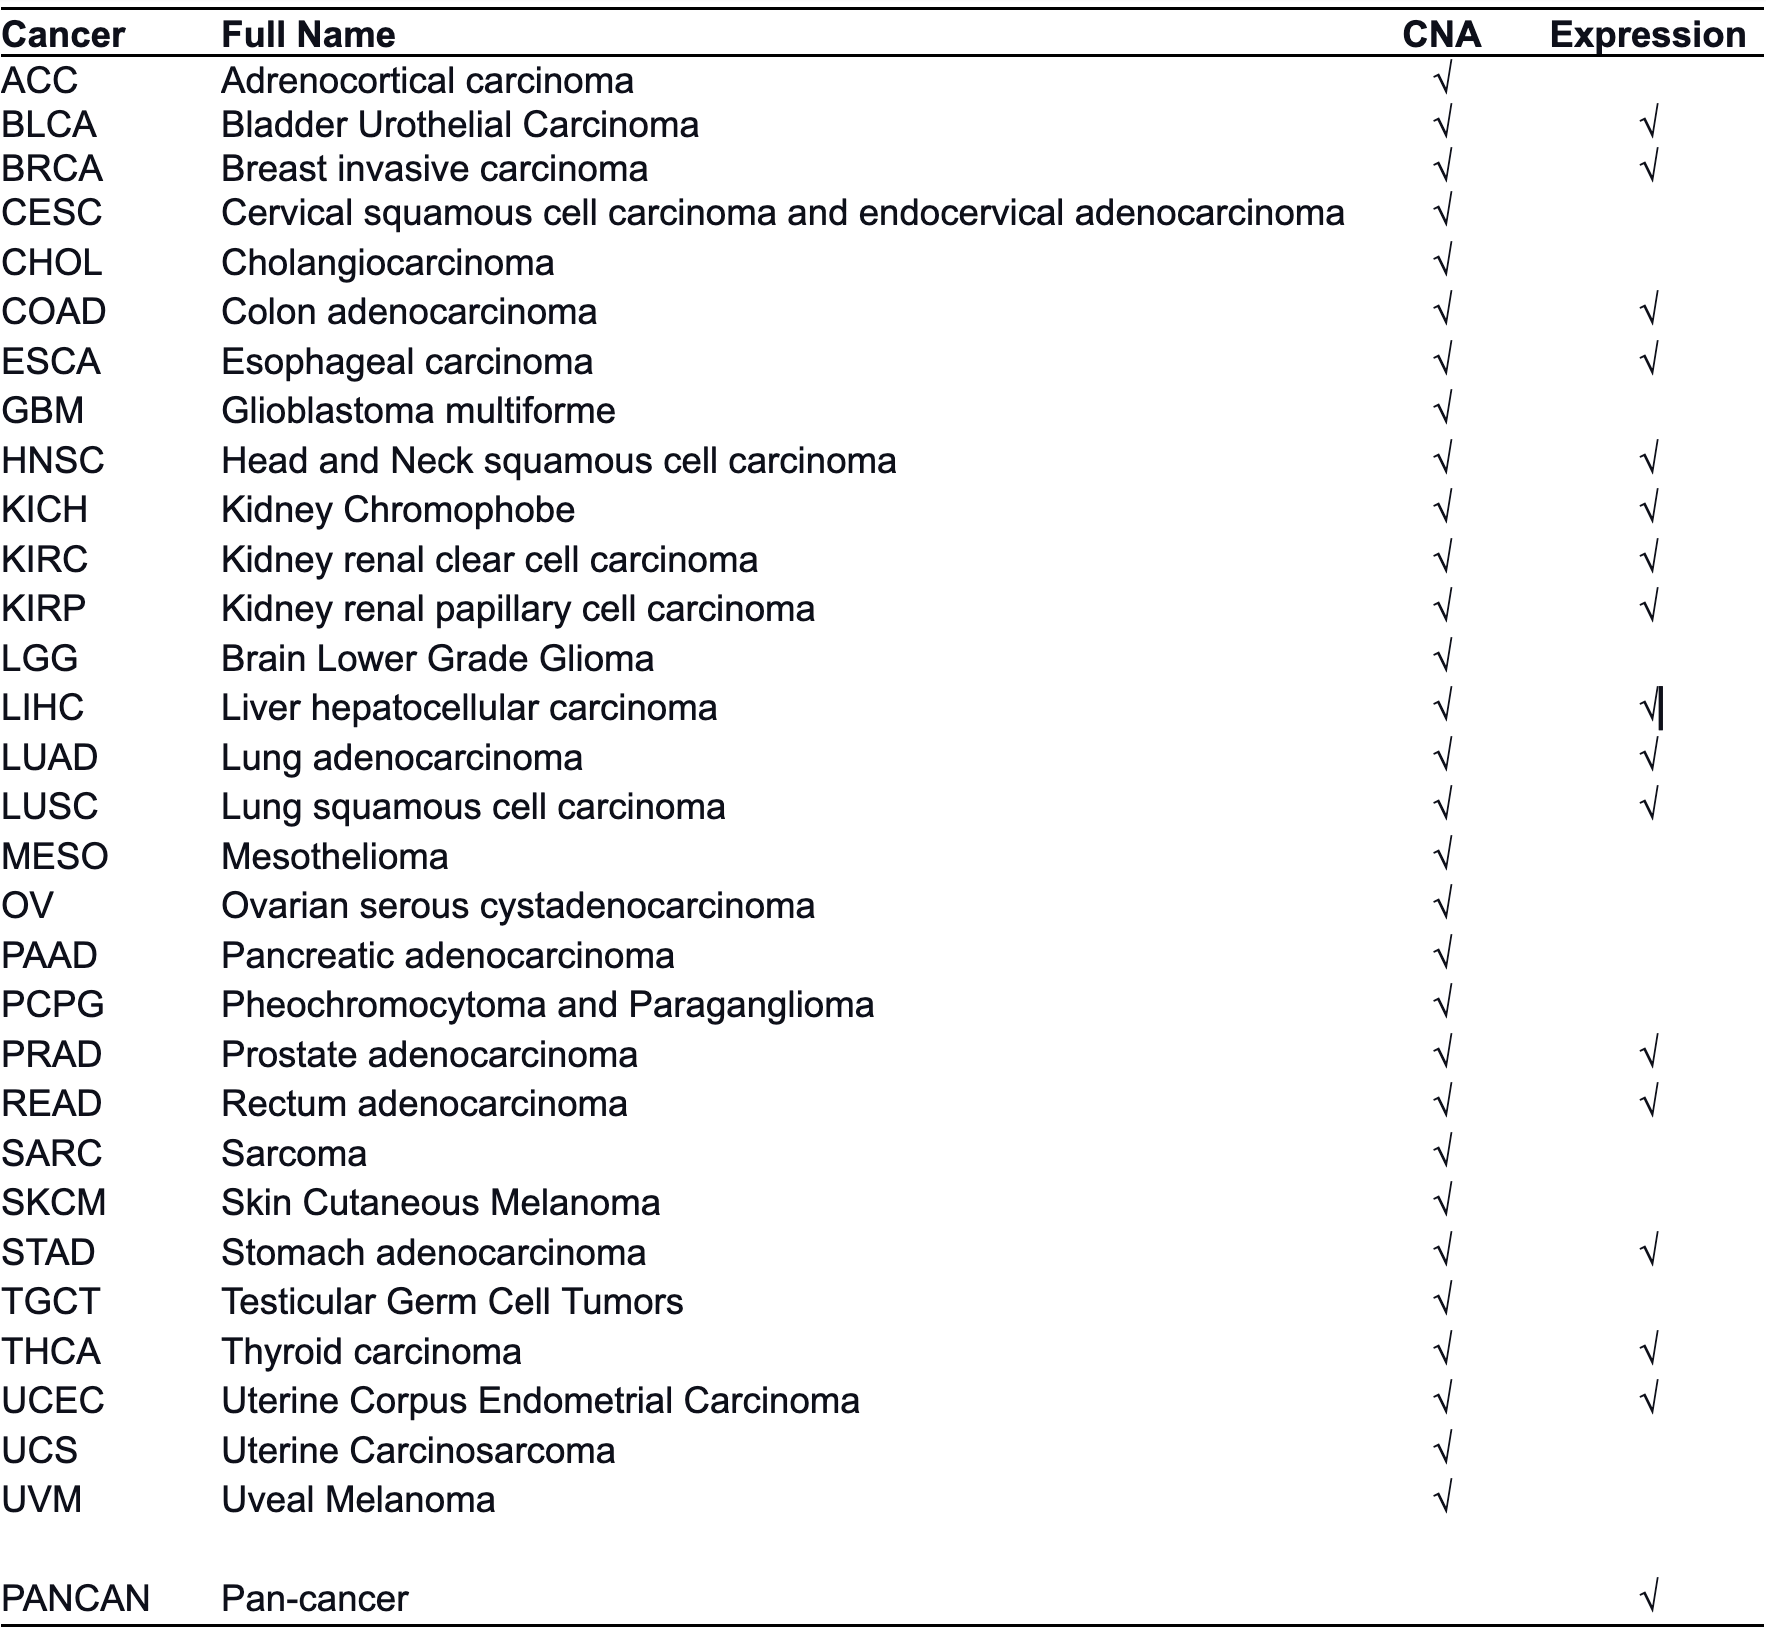 Cancer Full Name CNA Expression
ACC Adrenocortical carcinoma √
BLCA Bladder Urothelial Carcinoma √ √
BRCA Breast invasive carcinoma √ √
CESC Cervical squamous cell carcinoma and endocervical adenocarcinoma √
CHOL Cholangiocarcinoma √
COAD Colon adenocarcinoma √ √
ESCA Esophageal carcinoma √ √
GBM Glioblastoma multiforme √
HNSC Head and Neck squamous cell carcinoma √ √
KICH Kidney Chromophobe √ √
KIRC Kidney renal clear cell carcinoma √ √
KIRP Kidney renal papillary cell carcinoma √ √
LGG Brain Lower Grade Glioma √
LIHC Liver hepatocellular carcinoma √ √
LUAD Lung adenocarcinoma √ √
LUSC Lung squamous cell carcinoma √ √
MESO Mesothelioma √
OV Ovarian serous cystadenocarcinoma √
PAAD Pancreatic adenocarcinoma √
PCPG Pheochromocytoma and Paraganglioma √
PRAD Prostate adenocarcinoma √ √
READ Rectum adenocarcinoma √ √
SARC Sarcoma √
SKCM Skin Cutaneous Melanoma √
STAD Stomach adenocarcinoma √ √
TGCT Testicular Germ Cell Tumors √
THCA Thyroid carcinoma √ √
UCEC Uterine Corpus Endometrial Carcinoma √ √
UCS Uterine Carcinosarcoma √
UVM Uveal Melanoma √
PANCAN Pan-cancer √